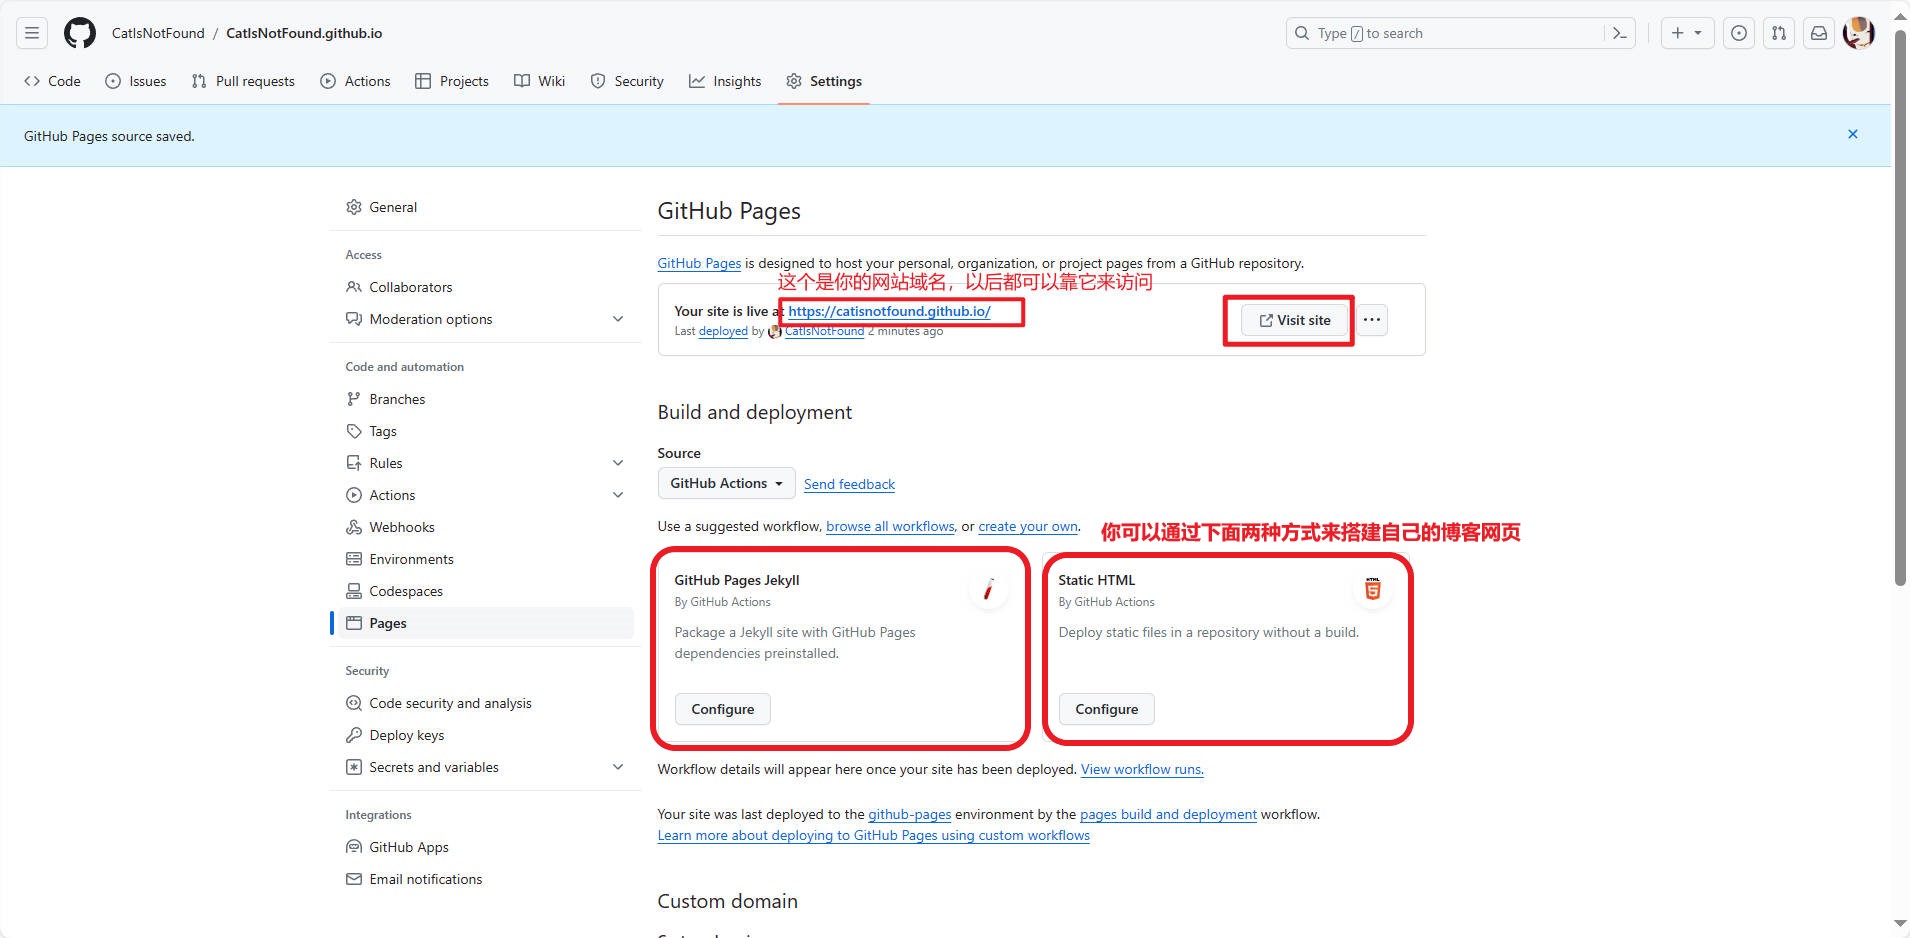 CatIsNotFound / CatIsNotFound.github.io
Type / to search
Code Issues Pull requests Actions Projects Wiki Security Insights Settings
GitHub Pages source saved.
General
Access
Collaborators
Moderation options
Code and automation
Branches
Tags
Rules
Actions
Webhooks
Environments
Codespaces
Pages
Security
Code security and analysis
Deploy keys
Secrets and variables
Integrations
GitHub Apps
Email notifications
GitHub Pages
GitHub Pages is designed to host your personal, organization, or project pages from a GitHub repository.
这个是你的网站域名，以后都可以靠它来访问
Your site is live at https://catisnotfound.github.io/
Last deployed by CatIsNotFound 2 minutes ago
Visit site
Build and deployment
Source
GitHub Actions Send feedback
Use a suggested workflow, browse all workflows, or create your own.
你可以通过下面两种方式来搭建自己的博客网页
GitHub Pages Jekyll
By GitHub Actions
Package a Jekyll site with GitHub Pages
dependencies preinstalled.
Configure
Static HTML
HTML
5
By GitHub Actions
Deploy static files in a repository without a build.
Configure
Workflow details will appear here once your site has been deployed. View workflow runs.
Your site was last deployed to the github-pages environment by the pages build and deployment workflow.
Learn more about deploying to GitHub Pages using custom workflows
Custom domain